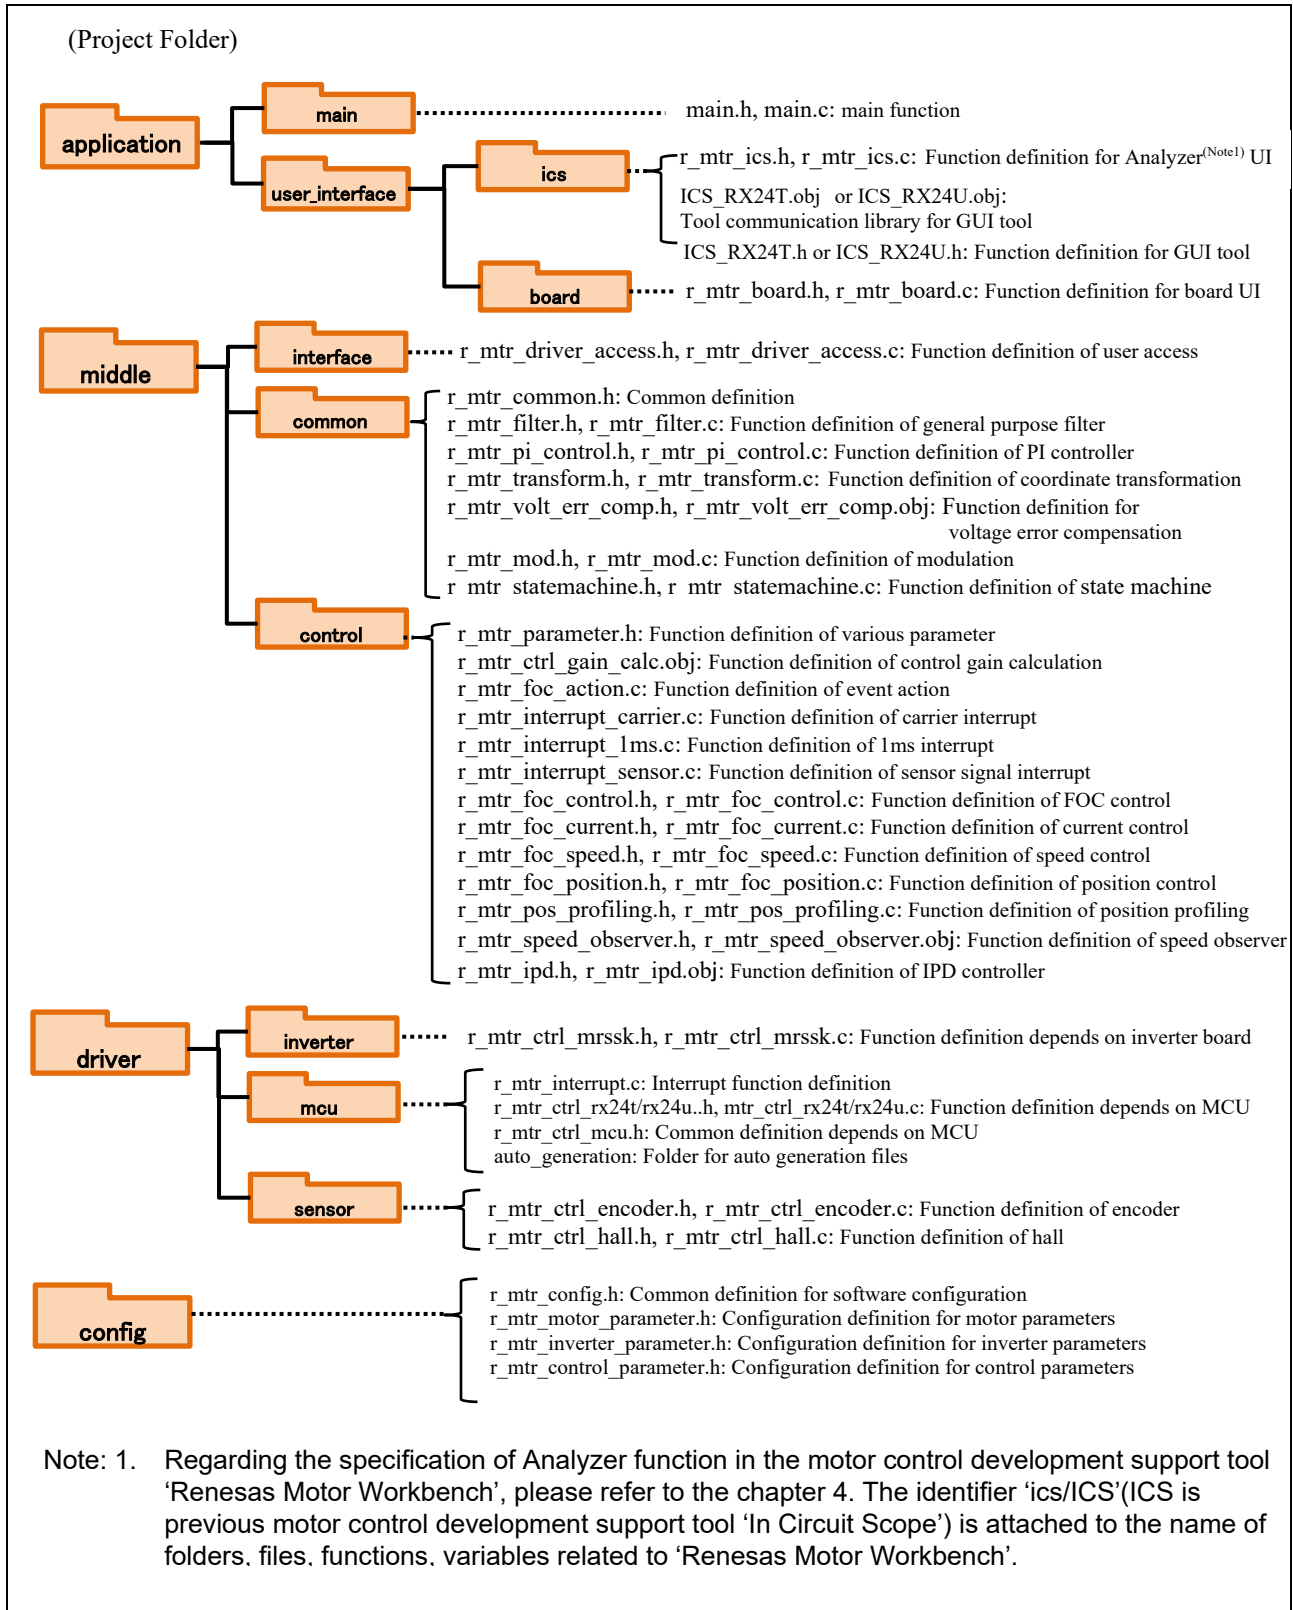 (Project Folder)
application
main
main.h, main.c: main function
user_interface
ics
r_mtr_ics.h, r_mtr_ics.c: Function definition for Analyzer(Note1) UI
ICS_RX24T.obj or ICS_RX24U.obj:
Tool communication library for GUI tool
ICS_RX24T.h or ICS_RX24U.h: Function definition for GUI tool
board
r_mtr_board.h, r_mtr_board.c: Function definition for board UI
middle
interface
r_mtr_driver_access.h, r_mtr_driver_access.c: Function definition of user access
common
r_mtr_common.h: Common definition
r_mtr_filter.h, r_mtr_filter.c: Function definition of general purpose filter
r_mtr_pi_control.h, r_mtr_pi_control.c: Function definition of PI controller
r_mtr_transform.h, r_mtr_transform.c: Function definition of coordinate transformation
r_mtr_volt_err_comp.h, r_mtr_volt_err_comp.obj: Function definition for
voltage error compensation
r_mtr_mod.h, r_mtr_mod.c: Function definition of modulation
r_mtr_statemachine.h, r_mtr_statemachine.c: Function definition of state machine
control
r_mtr_parameter.h: Function definition of various parameter
r_mtr_ctrl_gain_calc.obj: Function definition of control gain calculation
r_mtr_foc_action.c: Function definition of event action
r_mtr_interrupt_carrier.c: Function definition of carrier interrupt
r_mtr_interrupt_1ms.c: Function definition of 1ms interrupt
r_mtr_interrupt_sensor.c: Function definition of sensor signal interrupt
r_mtr_foc_control.h, r_mtr_foc_control.c: Function definition of FOC control
r_mtr_foc_current.h, r_mtr_foc_current.c: Function definition of current control
r_mtr_foc_speed.h, r_mtr_foc_speed.c: Function definition of speed control
r_mtr_foc_position.h, r_mtr_foc_position.c: Function definition of position control
r_mtr_pos_profiling.h, r_mtr_pos_profiling.c: Function definition of position profiling
r_mtr_speed_observer.h, r_mtr_speed_observer.obj: Function definition of speed observer
r_mtr_ipd.h, r_mtr_ipd.obj: Function definition of IPD controller
driver
inverter
r_mtr_ctrl_mrssk.h, r_mtr_ctrl_mrssk.c: Function definition depends on inverter board
mcu
r_mtr_interrupt.c: Interrupt function definition
r_mtr_ctrl_rx24t/rx24u..h, mtr_ctrl_rx24t/rx24u.c: Function definition depends on MCU
r_mtr_ctrl_mcu.h: Common definition depends on MCU
auto_generation: Folder for auto generation files
sensor
r_mtr_ctrl_encoder.h, r_mtr_ctrl_encoder.c: Function definition of encoder
r_mtr_ctrl_hall.h, r_mtr_ctrl_hall.c: Function definition of hall
config
r_mtr_config.h: Common definition for software configuration
r_mtr_motor_parameter.h: Configuration definition for motor parameters
r_mtr_inverter_parameter.h: Configuration definition for inverter parameters
r_mtr_control_parameter.h: Configuration definition for control parameters
Note: 1. Regarding the specification of Analyzer function in the motor control development support tool
‘Renesas Motor Workbench’, please refer to the chapter 4. The identifier ‘ics/ICS’(ICS is
previous motor control development support tool ‘In Circuit Scope’) is attached to the name of
folders, files, functions, variables related to ‘Renesas Motor Workbench’.